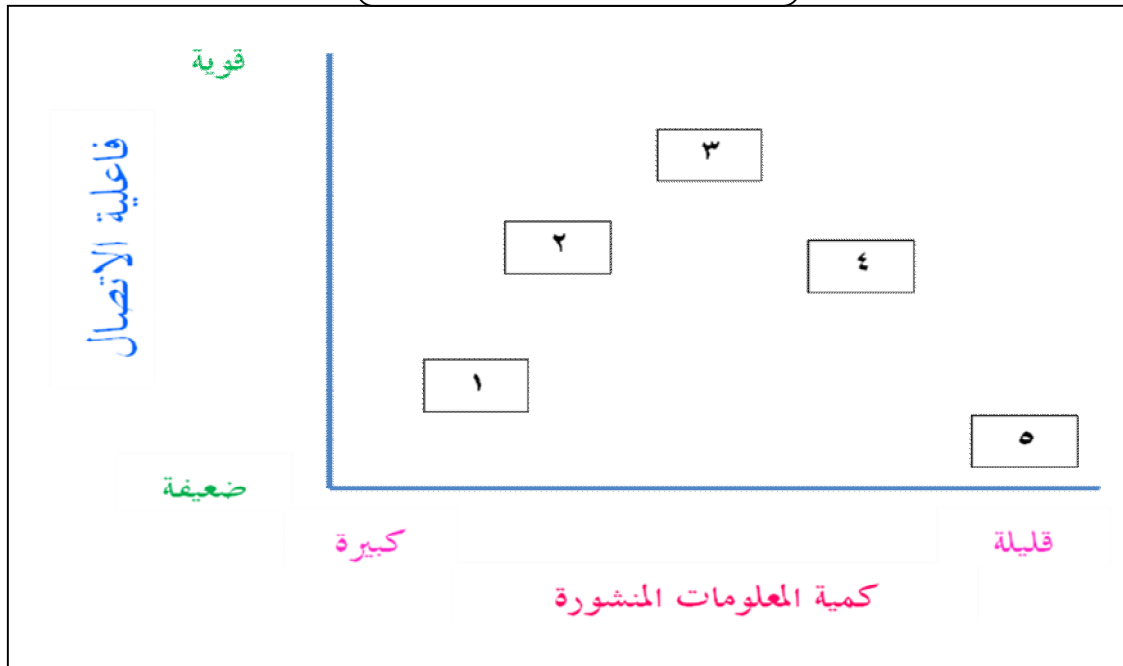 قوية
فاعلية الاتصال
٣
٢
٤
١
٥
ضعيفة
كبيرة
قليلة
كمية المعلومات المنشورة